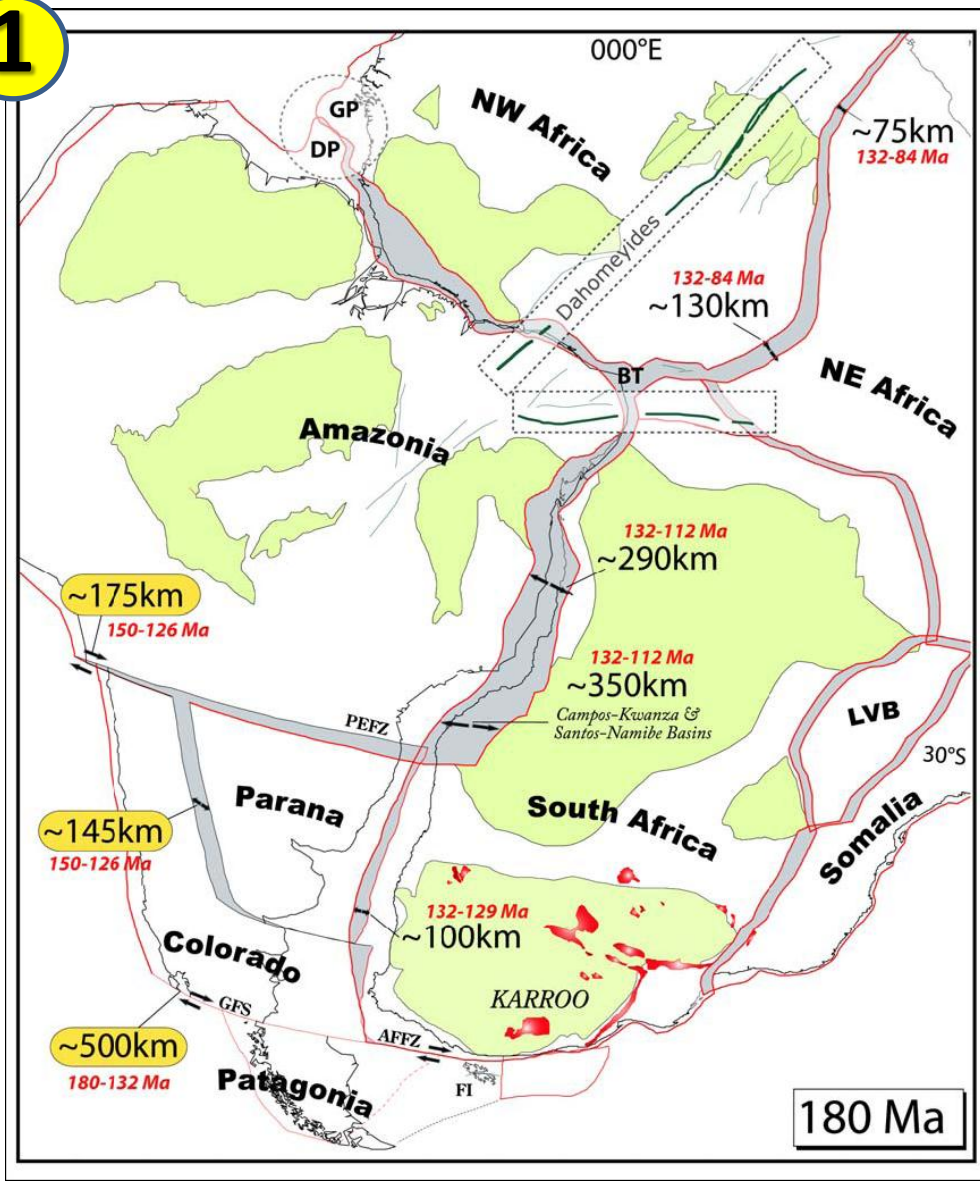 1
000°E
GP
DP
NW Africa
~75km
132-84 Ma
Dahomeyides
132-84 Ma
~130km
BT
NE Africa
Amazonia
132-112 Ma
~290km
~175km
150-126 Ma
132-112 Ma
~350km
Campos-Kwanza &
Santos-Namibe Basins
PEFZ
LVB
30°S
Parana
South Africa
Somalia
~145km
150-126 Ma
132-129 Ma
~100km
Colorado
KARROO
GFS
AFFZ
~500km
180-132 Ma
Patagonia
FI
180 Ma